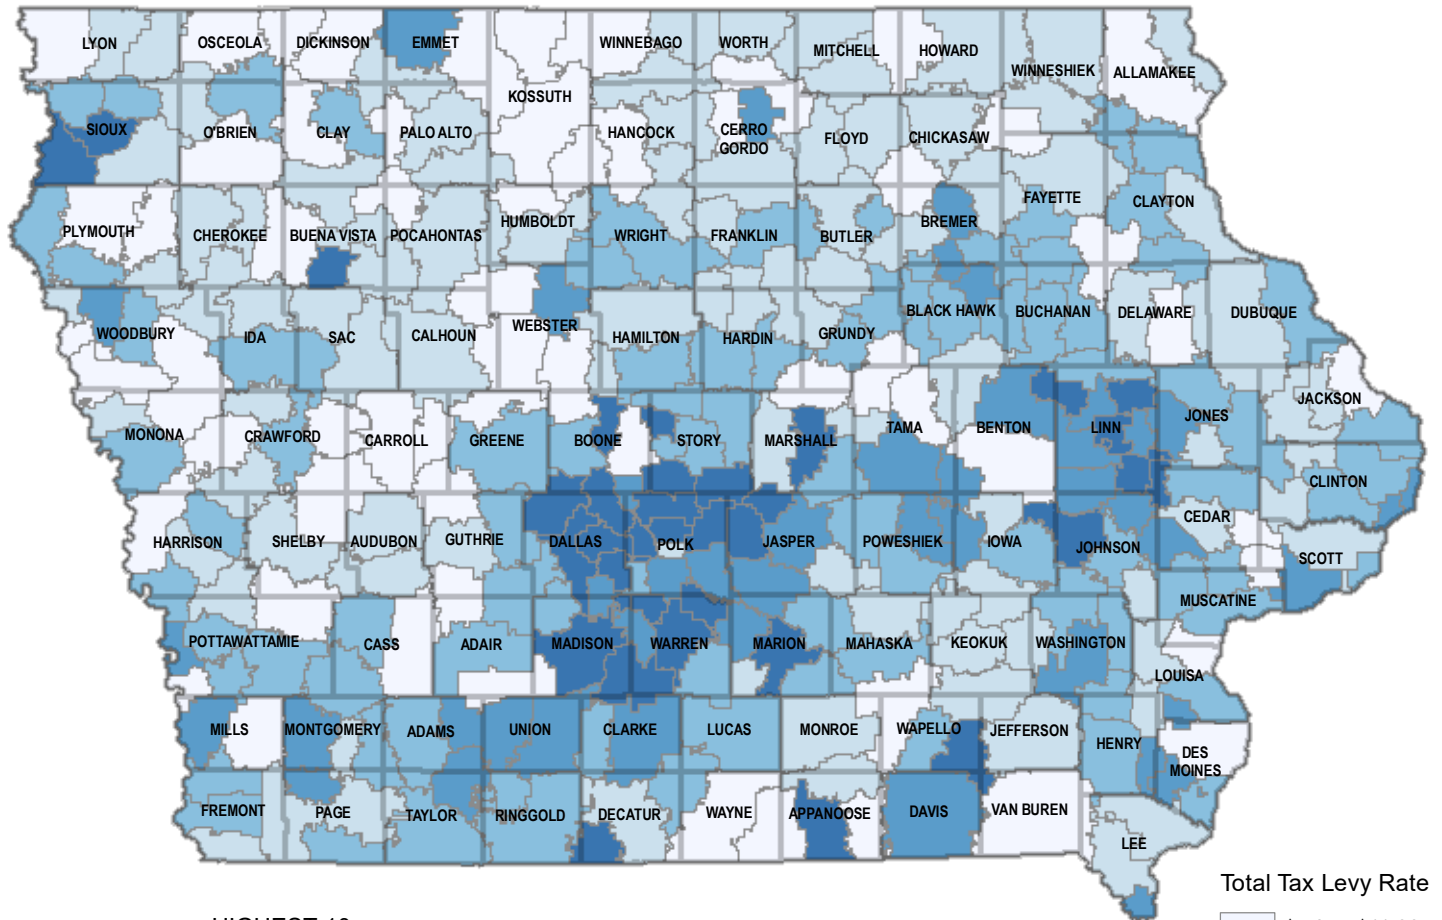 LYON
OSCEOLA
DICKINSON
EMMET
WINNEBAGO
WORTH
MITCHELL
HOWARD
WINNESHIEK
ALLAMAKEE
KOSSUTH
SIOUX
O'BRIEN
CLAY
PALO ALTO
HANCOCK
CERRO
GORDO
FLOYD
CHICKASAW
PLYMOUTH
CHEROKEE
BUENA VISTA
POCAHONTAS
HUMBOLDT
WRIGHT
FRANKLIN
BUTLER
BREMER
FAYETTE
CLAYTON
WOODBURY
IDA
SAC
CALHOUN
WEBSTER
HAMILTON
HARDIN
GRUNDY
BLACK HAWK
BUCHANAN
DELAWARE
DUBUQUE
MONONA
CRAWFORD
CARROLL
GREENE
BOONE
STORY
MARSHALL
TAMA
BENTON
LINN
JONES
JACKSON
CLINTON
HARRISON
SHELBY
AUDUBON
GUTHRIE
DALLAS
POLK
JASPER
POWESHIEK
IOWA
JOHNSON
CEDAR
SCOTT
MUSCATINE
POTTAWATTAMIE
CASS
ADAIR
MADISON
WARREN
MARION
MAHASKA
KEOKUK
WASHINGTON
LOUISA
MILLS
MONTGOMERY
ADAMS
UNION
CLARKE
LUCAS
MONROE
WAPELLO
JEFFERSON
HENRY
DES
MOINES
FREMONT
PAGE
TAYLOR
RINGGOLD
DECATUR
WAYNE
APPANOOSE
DAVIS
VAN BUREN
LEE
Total Tax Levy Rate
HIGHEST 10